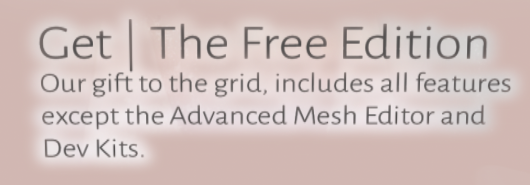 Get | The Free Edition
Our gift to the grid, includes all features
except the Advanced Mesh Editor and
Dev Kits.